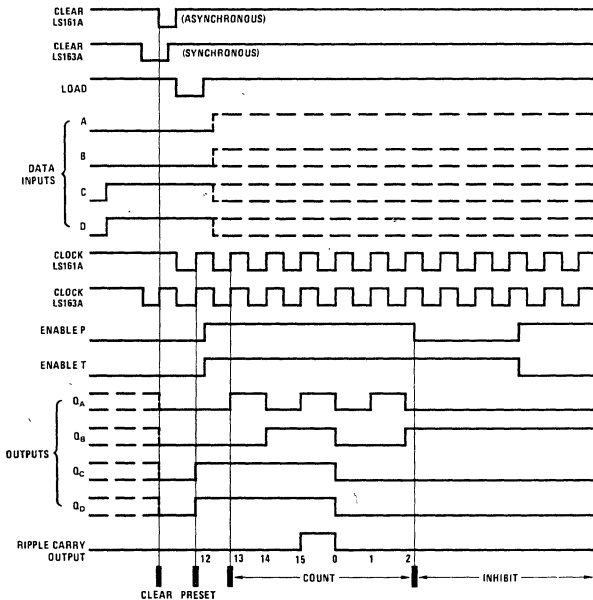 CLEAR
LS161A
(ASYNCHRONOUS)
CLEAR
LS163A
(SYNCHRONOUS)
LOAD
A
B
DATA
INPUTS
C
D
CLOCK
LS161A
CLOCK
LS163A
ENABLE P
ENABLE T
QA
QB
OUTPUTS
QC
QD
RIPPLE CARRY
OUTPUT
12 13 14 15 0 1 2
COUNT
INHIBIT
CLEAR PRESET